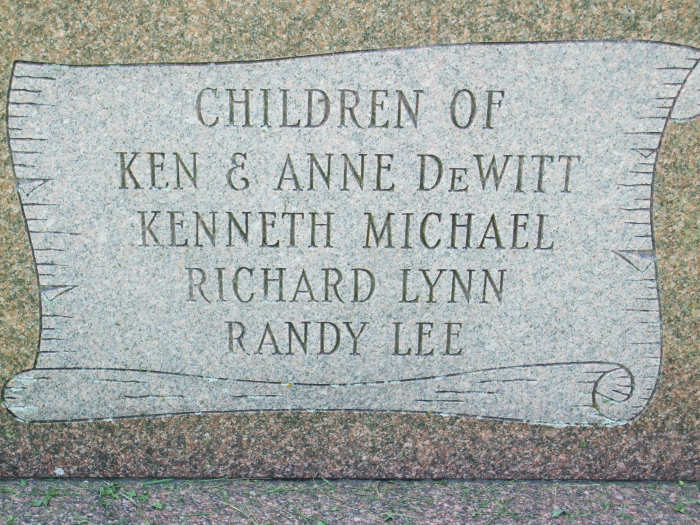 CHILDREN OF
KEN & ANNE DeWITT
KENNETH MICHAEL
RICHARD LYNN
RANDY LEE